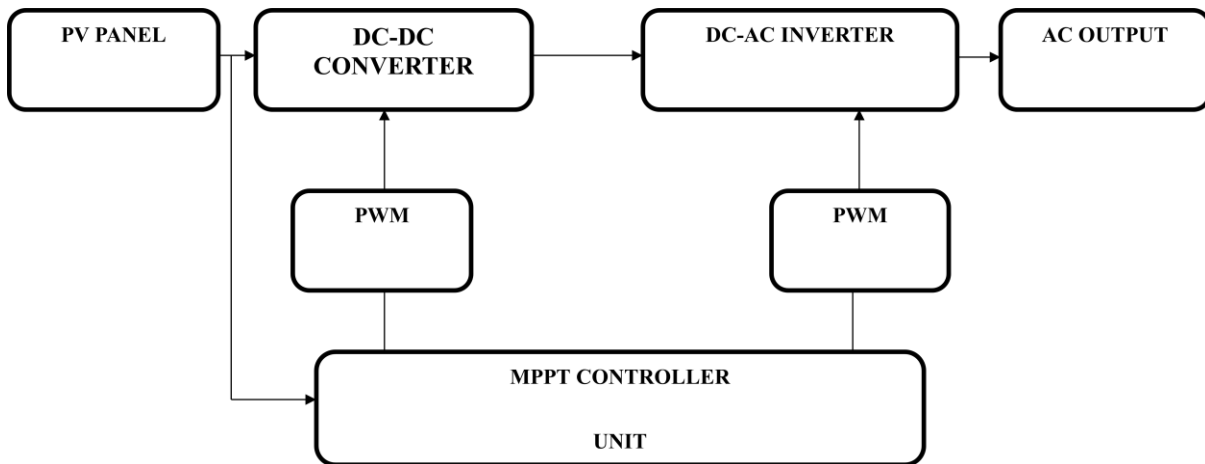 PV PANEL
DC-DC
CONVERTER
DC-AC INVERTER
AC OUTPUT
PWM
PWM
MPPT CONTROLLER
UNIT